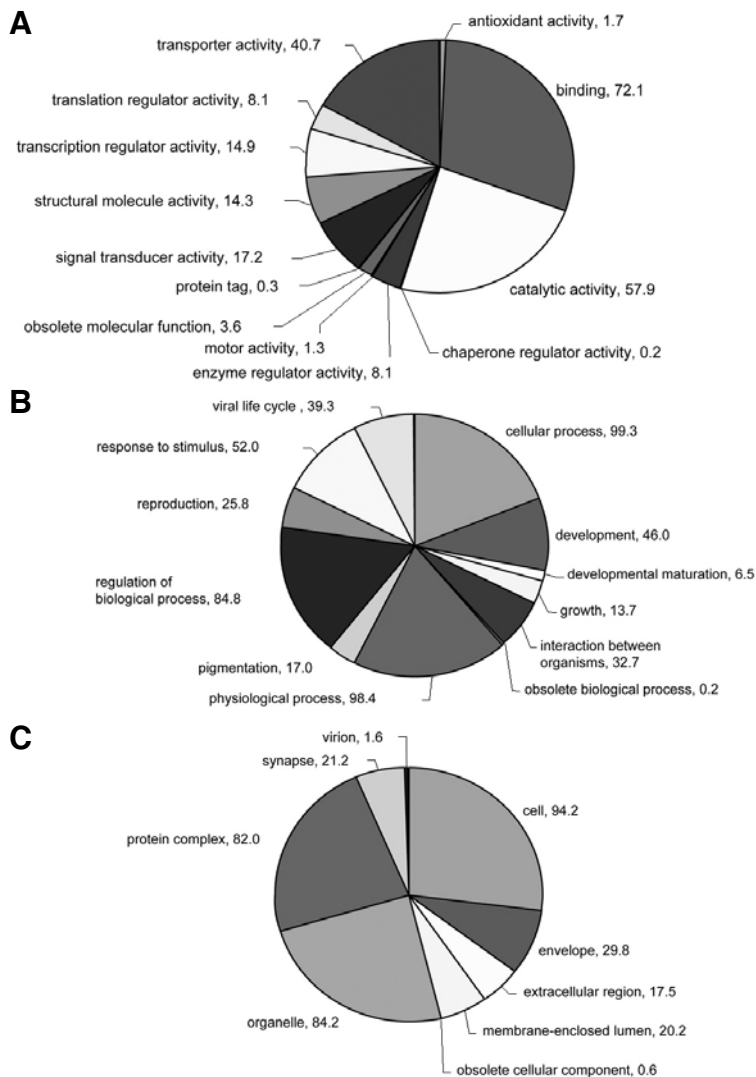 A
antioxidant activity, 1.7
transporter activity, 40.7
binding, 72.1
translation regulator activity, 8.1
transcription regulator activity, 14.9
structural molecule activity, 14.3
signal transducer activity, 17.2
protein tag, 0.3
catalytic activity, 57.9
obsolete molecular function, 3.6
motor activity, 1.3
chaperone regulator activity, 0.2
enzyme regulator activity, 8.1
B
viral life cycle , 39.3
cellular process, 99.3
response to stimulus, 52.0
reproduction, 25.8
development, 46.0
developmental maturation, 6.5
regulation of
biological process, 84.8
growth, 13.7
interaction between
organisms, 32.7
pigmentation, 17.0
obsolete biological process, 0.2
physiological process, 98.4
C
virion, 1.6
synapse, 21.2
cell, 94.2
protein complex, 82.0
envelope, 29.8
extracellular region, 17.5
organelle, 84.2
membrane-enclosed lumen, 20.2
obsolete cellular component, 0.6